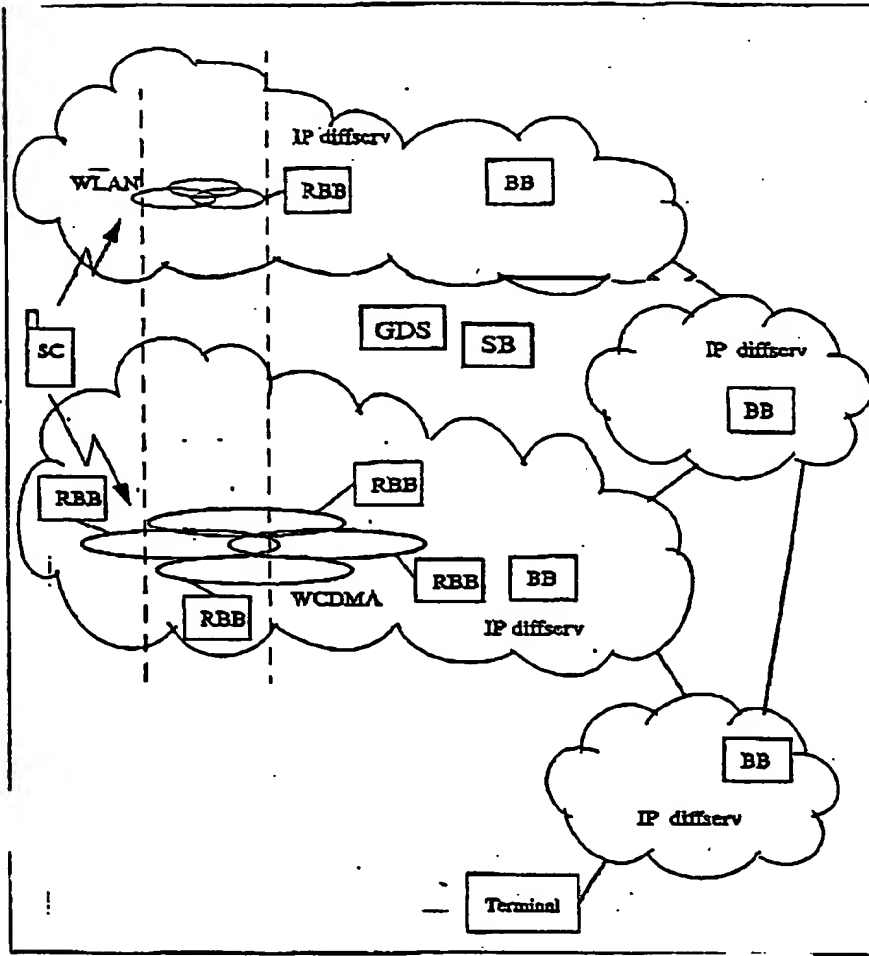 IP diffserv
WLAN
RBB
BB
SC
GDS
SB
IP diffserv
BB
RBB
RBB
RBB
BB
WCDMA
RBB
IP diffserv
BB
IP diffserv
Terminal